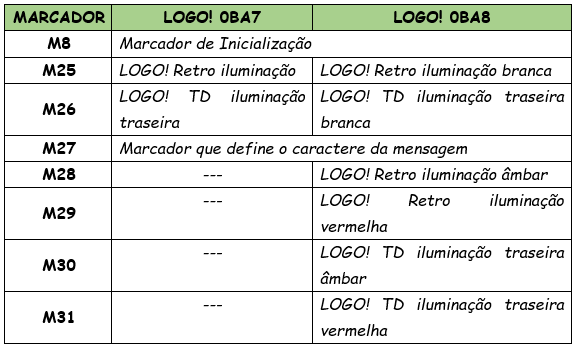 MARCADOR LOGO! 0BA7 LOGO! 0BA8
M8 Marcador de Inicialização
M25 LOGO! Retro iluminação LOGO! Retro iluminação branca
M26 LOGO! TD iluminação traseira LOGO! TD iluminação traseira branca
M27 Marcador que define o caractere da mensagem
M28 --- LOGO! Retro iluminação âmbar
M29 --- LOGO! Retro iluminação vermelha
M30 --- LOGO! TD iluminação traseira âmbar
M31 --- LOGO! TD iluminação traseira vermelha